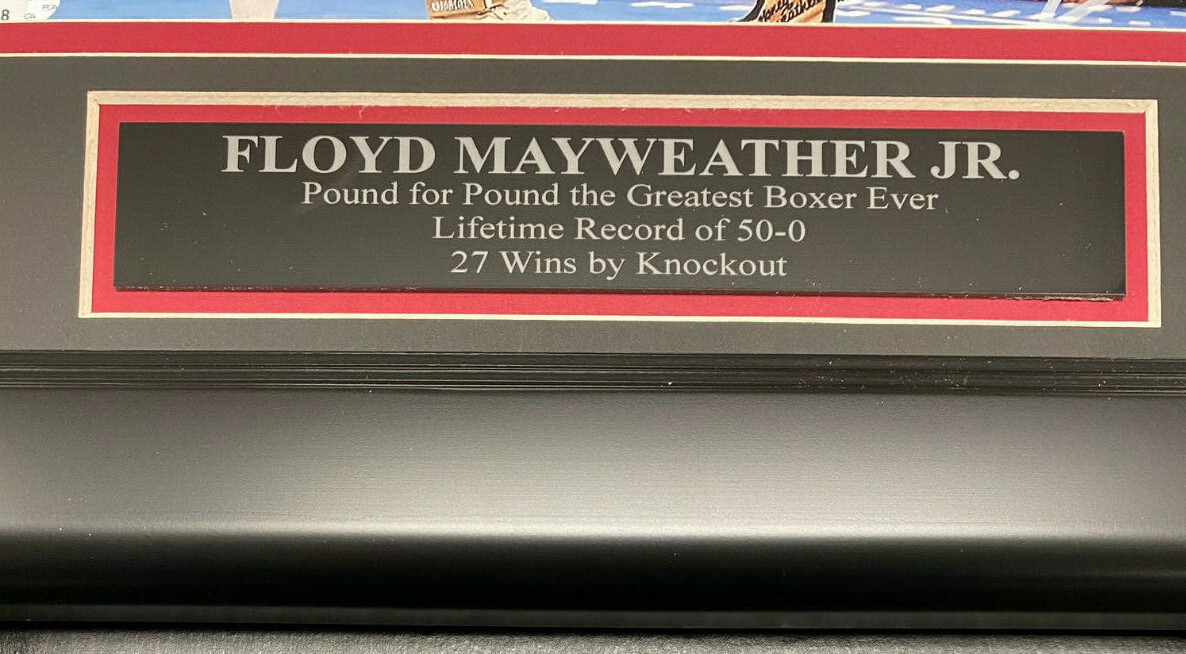 8
FLOYD MAYWEATHER JR.
Pound for Pound the Greatest Boxer Ever
Lifetime Record of 50-0
27 Wins by Knockout